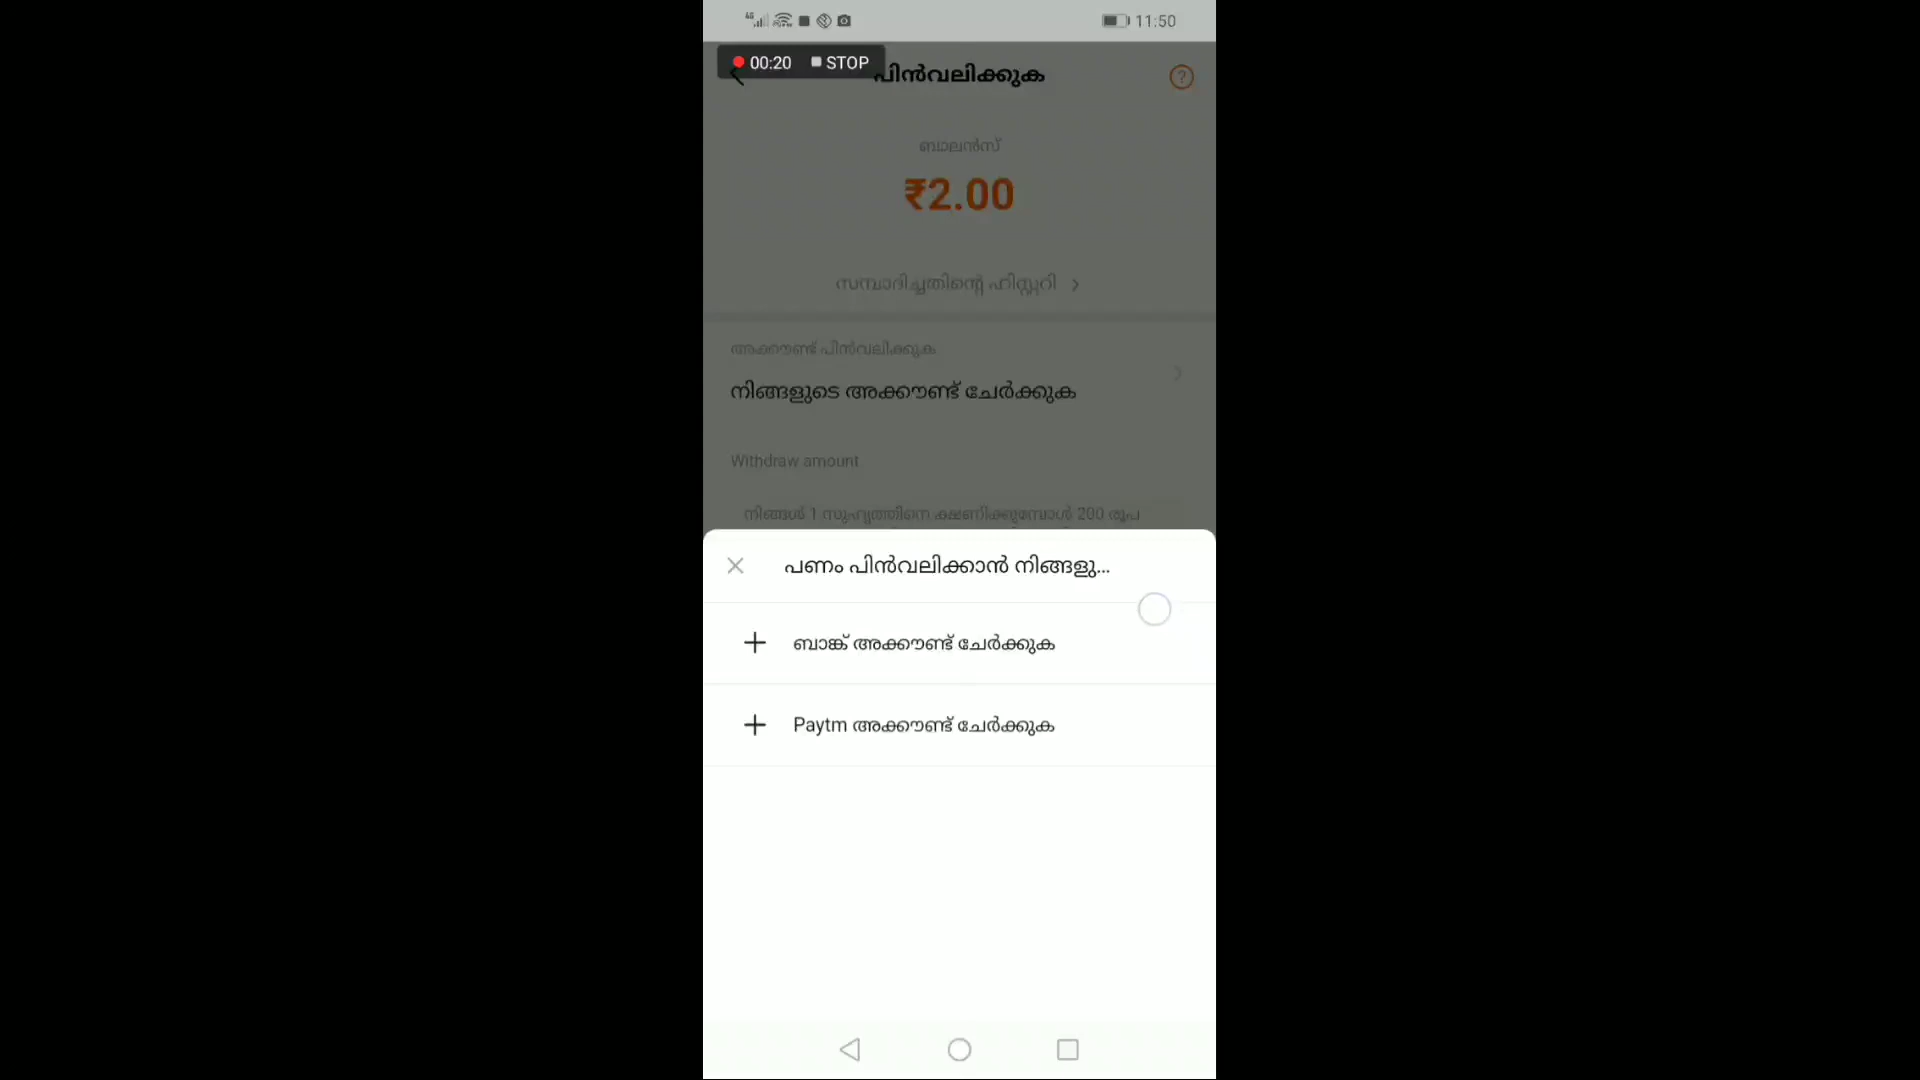 4G
11:50
00:20 STOP
പിൻവലിക്കുക
?
ബാലൻസ്
₹2.00
സമ്പാദിച്ചതിന്റെ ഹിസ്റ്ററി >
അക്കൗണ്ട് പിൻവലിക്കുക
നിങ്ങളുടെ അക്കൗണ്ട് ചേർക്കുക
Withdraw amount
നിങ്ങൾ 1 സുഹൃത്തിനെ ക്ഷണിക്കുമ്പോൾ 200 രൂപ
പണം പിൻവലിക്കാൻ നിങ്ങളു...
ബാങ്ക് അക്കൗണ്ട് ചേർക്കുക
Paytm അക്കൗണ്ട് ചേർക്കുക